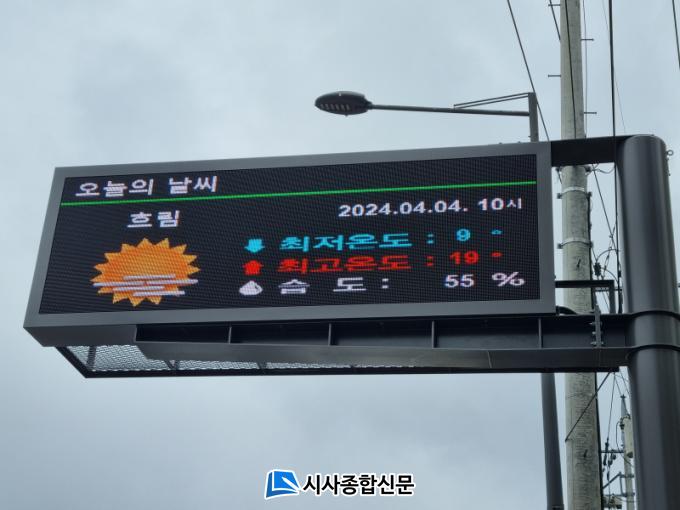 오늘의 날씨
흐림
2024.04.04. 10시
최저온도 : 9 °
최고온도 : 19 °
습 도 : 55 %
시사종합신문